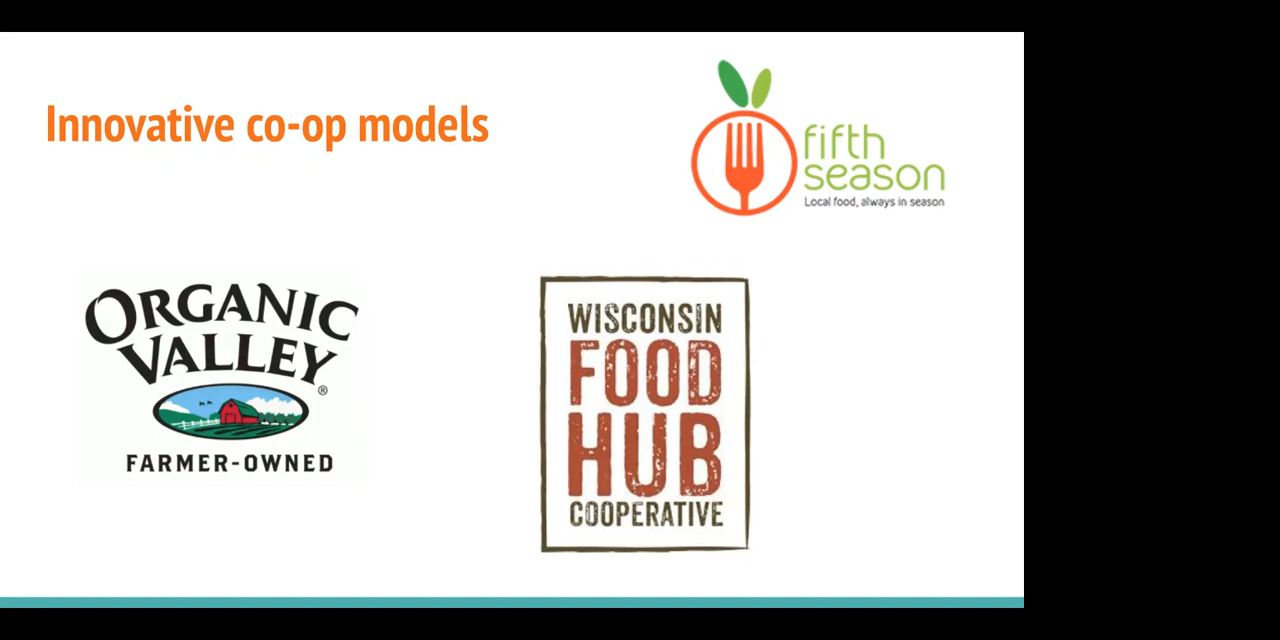 Innovative co-op models
fifth
season
Local food, always in season
ORGANIC
VALLEY
®
FARMER-OWNED
WISCONSIN
FOOD
HUB
COOPERATIVE